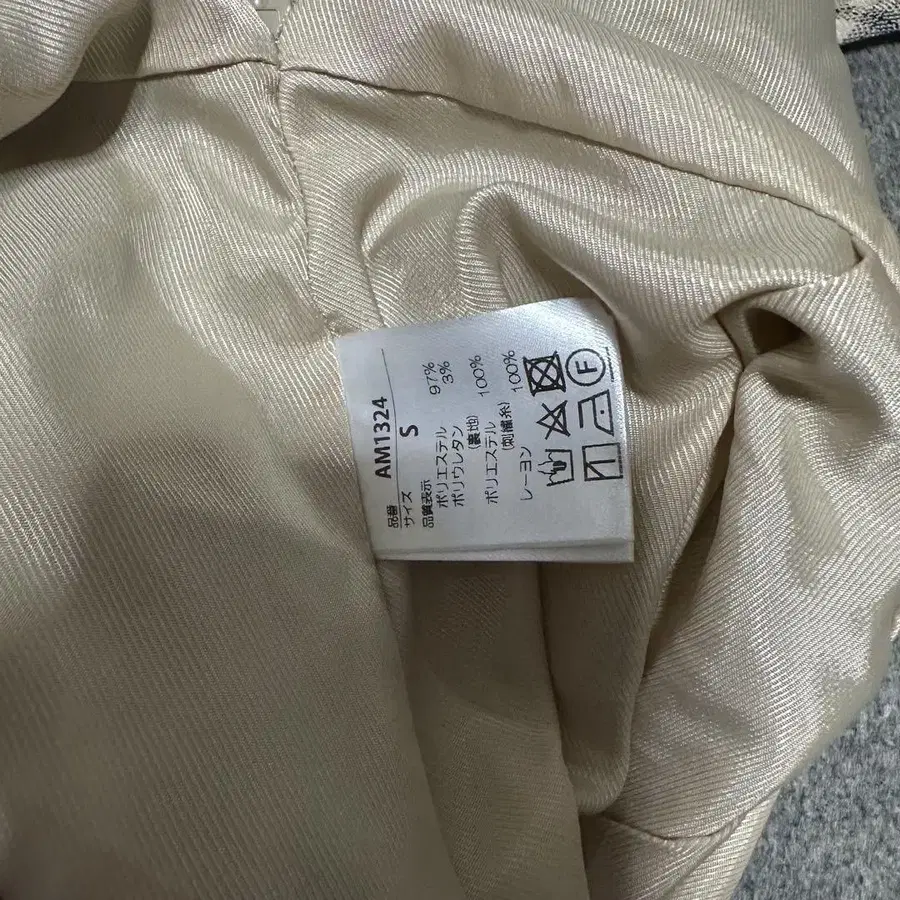 品番 AM1324
サイズ S
品質表示
ポリエステル 97%
ポリウレタン 3%
(裏地)
ポリエステル 100%
(刺繍糸)
レーヨン 100%
F